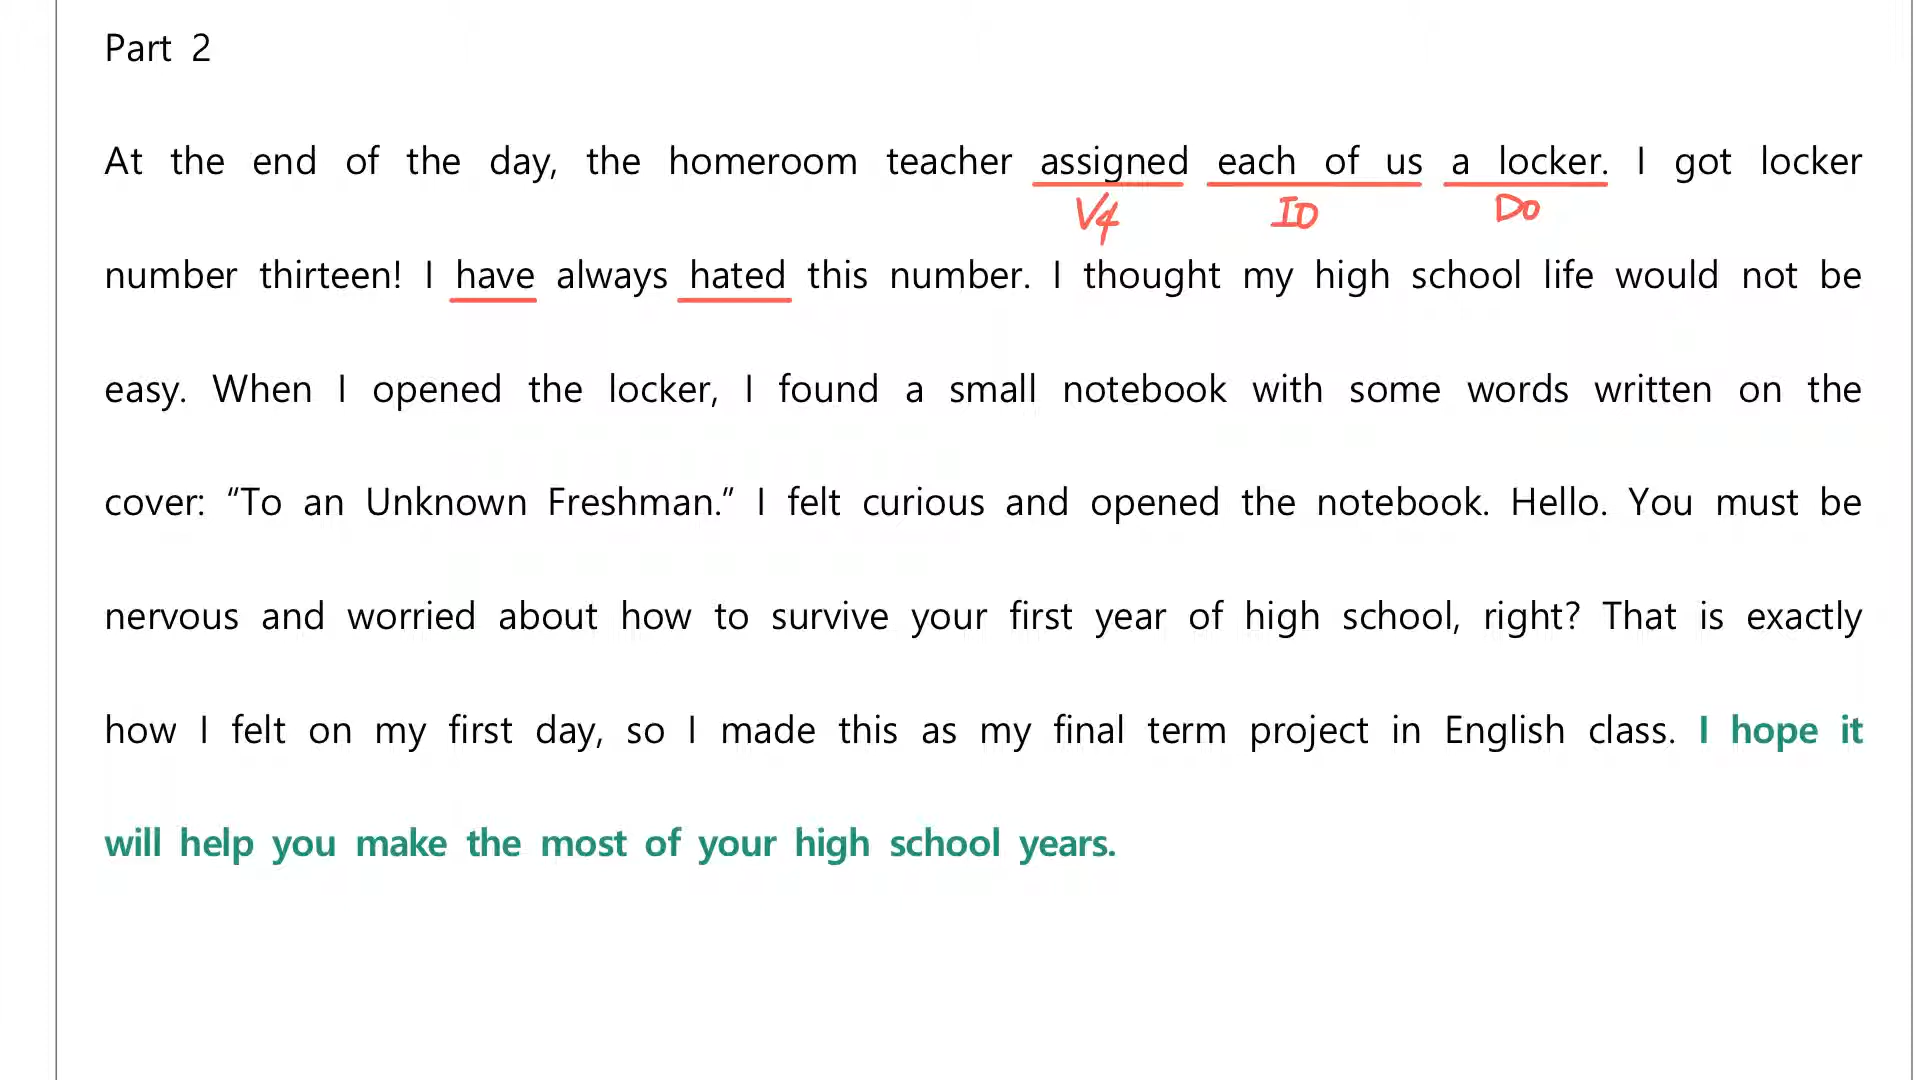 Part 2
At the end of the day, the homeroom teacher assigned each of us a locker. I got locker
V4 IO DO
number thirteen! I have always hated this number. I thought my high school life would not be
easy. When I opened the locker, I found a small notebook with some words written on the
cover: “To an Unknown Freshman.” I felt curious and opened the notebook. Hello. You must be
nervous and worried about how to survive your first year of high school, right? That is exactly
how I felt on my first day, so I made this as my final term project in English class. I hope it
will help you make the most of your high school years.